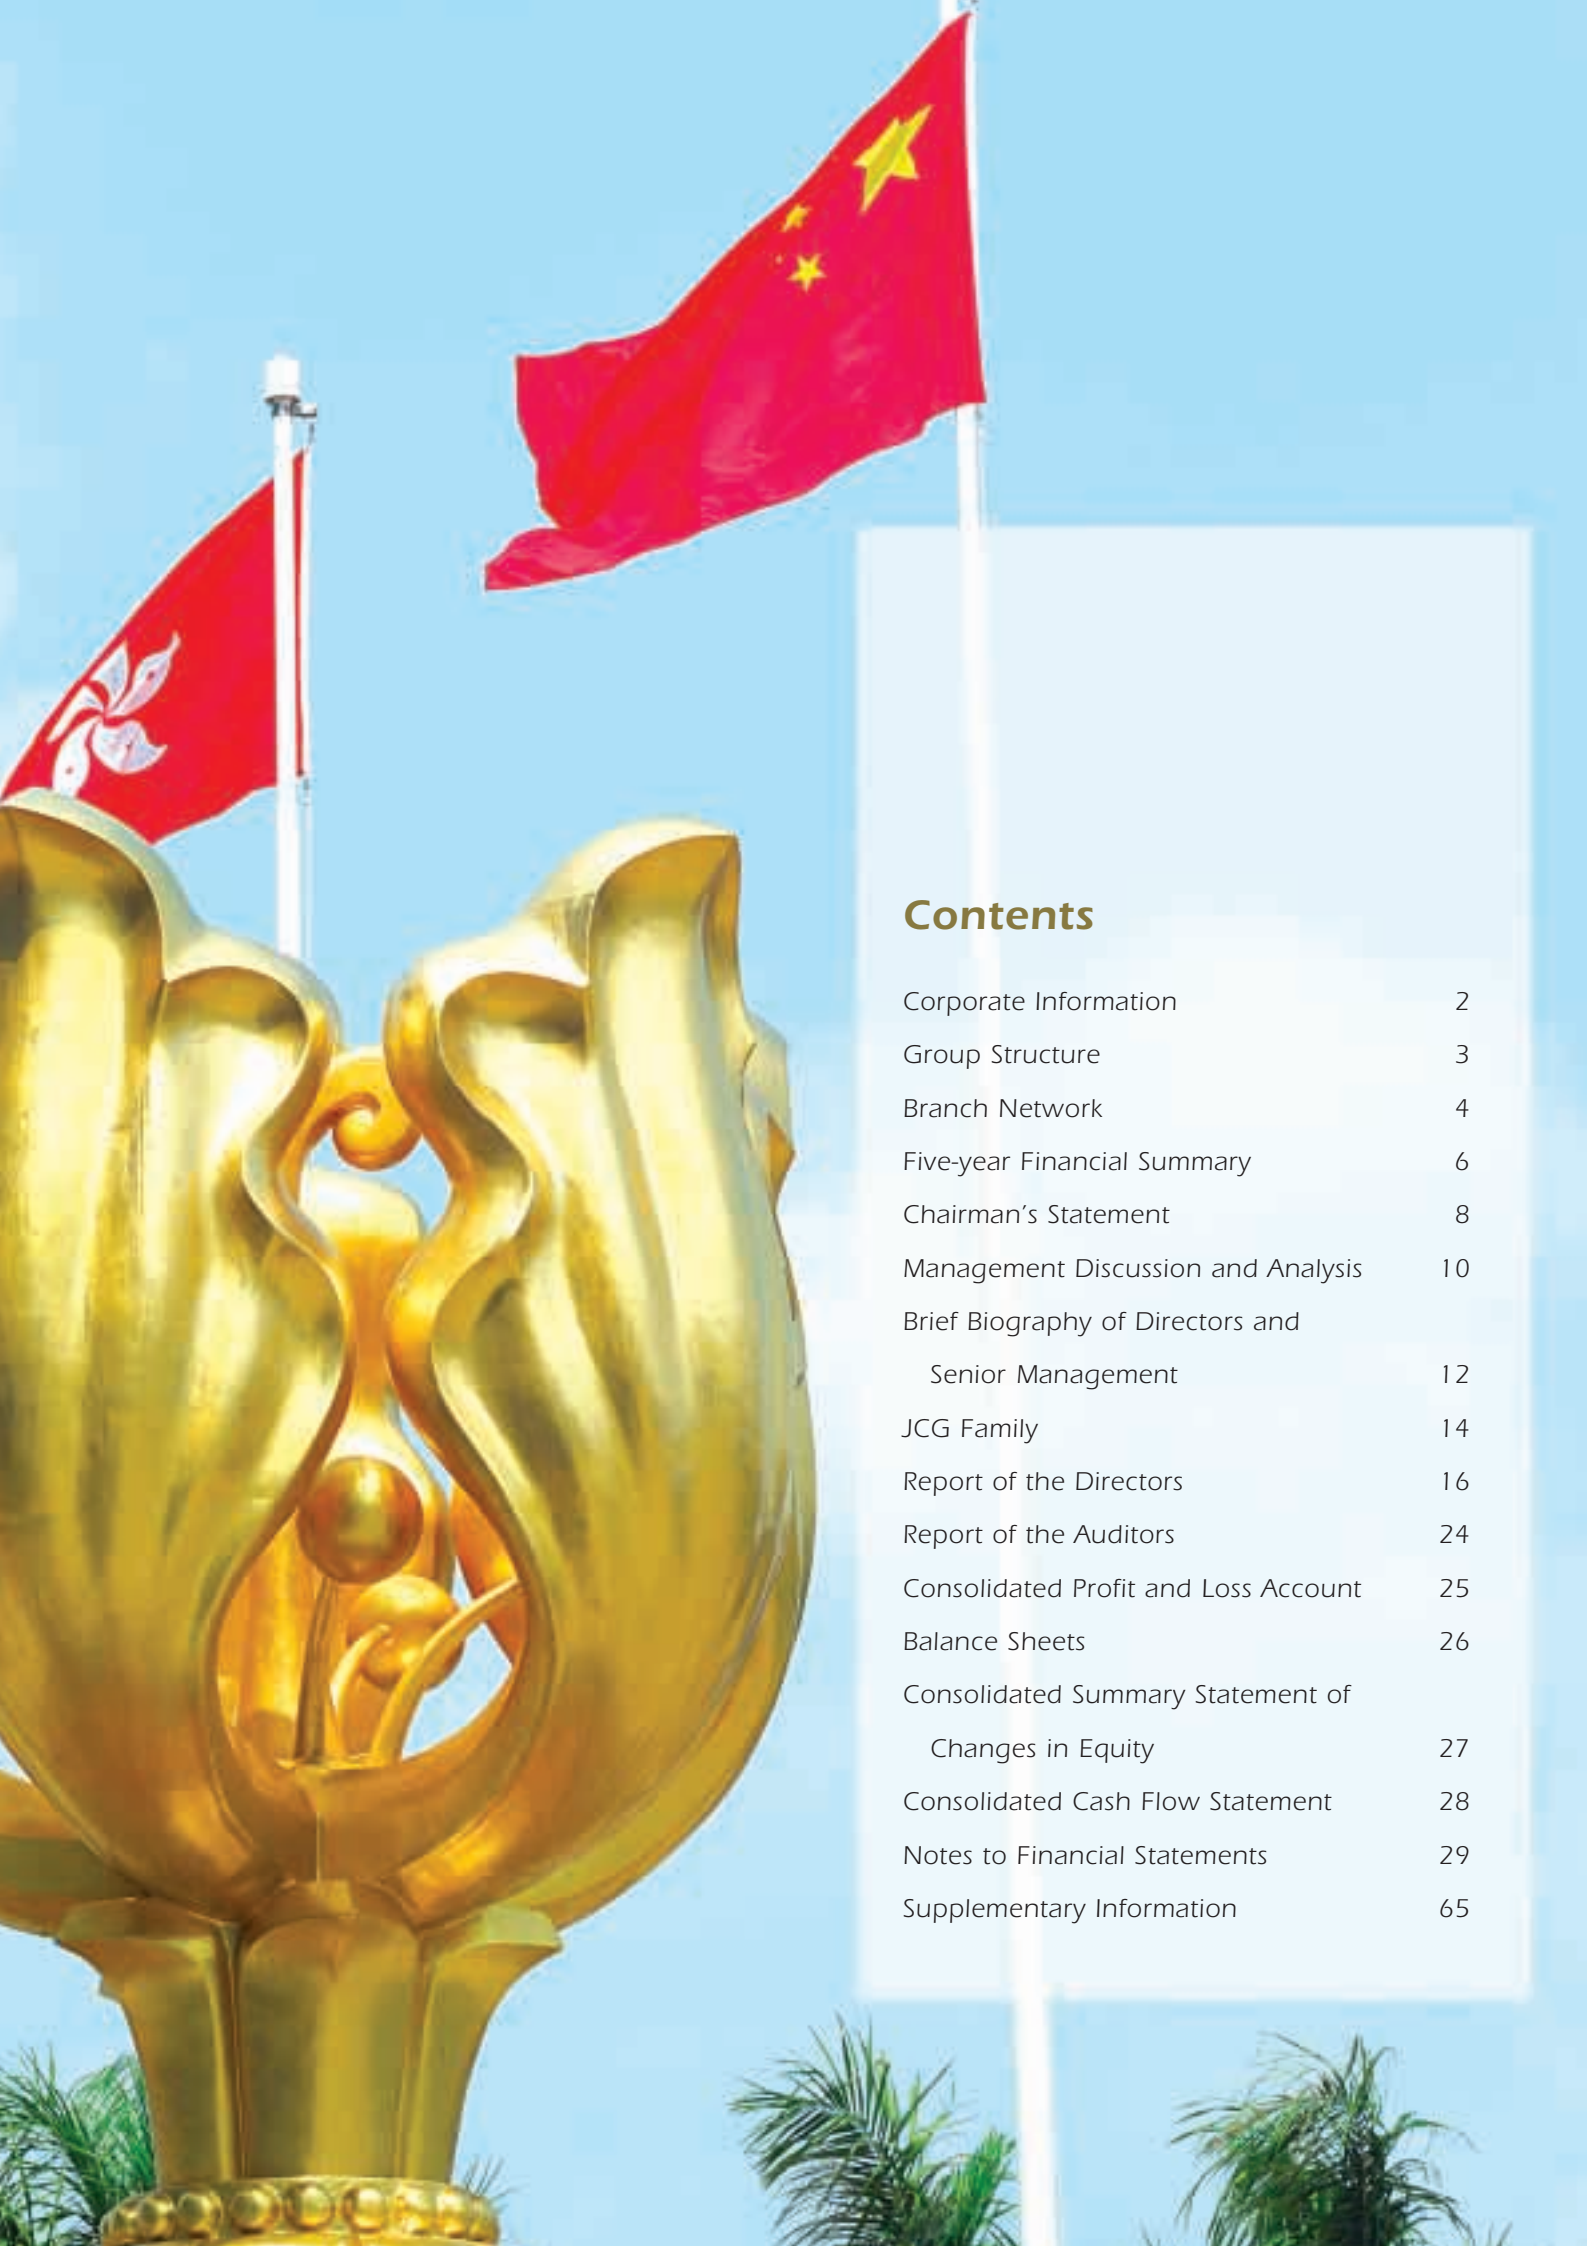 Contents
Corporate Information 2
Group Structure 3
Branch Network 4
Five-year Financial Summary 6
Chairman’s Statement 8
Management Discussion and Analysis 10
Brief Biography of Directors and
Senior Management 12
JCG Family 14
Report of the Directors 16
Report of the Auditors 24
Consolidated Profit and Loss Account 25
Balance Sheets 26
Consolidated Summary Statement of
Changes in Equity 27
Consolidated Cash Flow Statement 28
Notes to Financial Statements 29
Supplementary Information 65